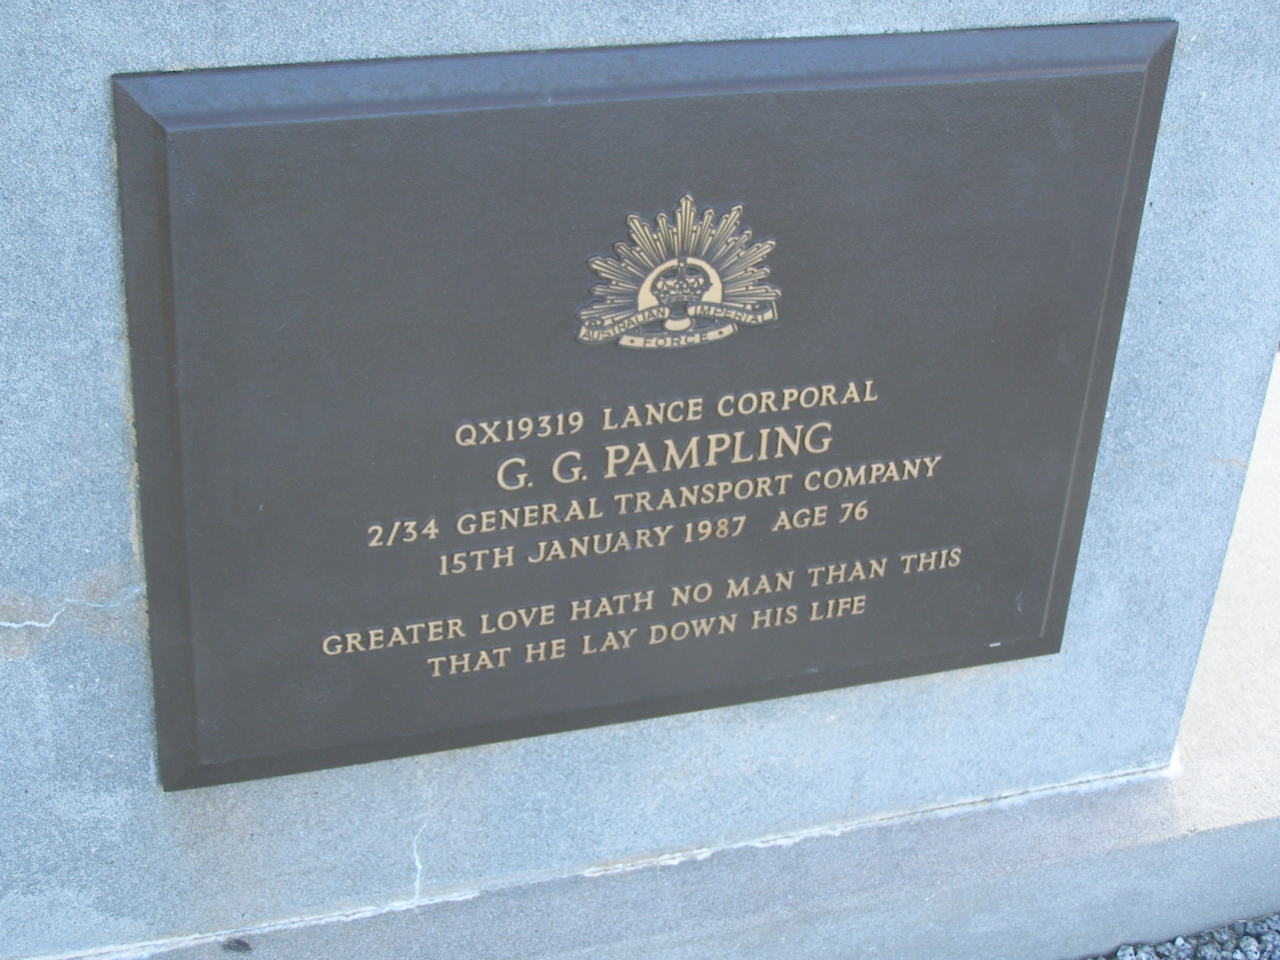 AUSTRALIAN IMPERIAL
FORCE
QX19319 LANCE CORPORAL
G. G. PAMPLING
2/34 GENERAL TRANSPORT COMPANY
15TH JANUARY 1987 AGE 76
GREATER LOVE HATH NO MAN THAN THIS
THAT HE LAY DOWN HIS LIFE